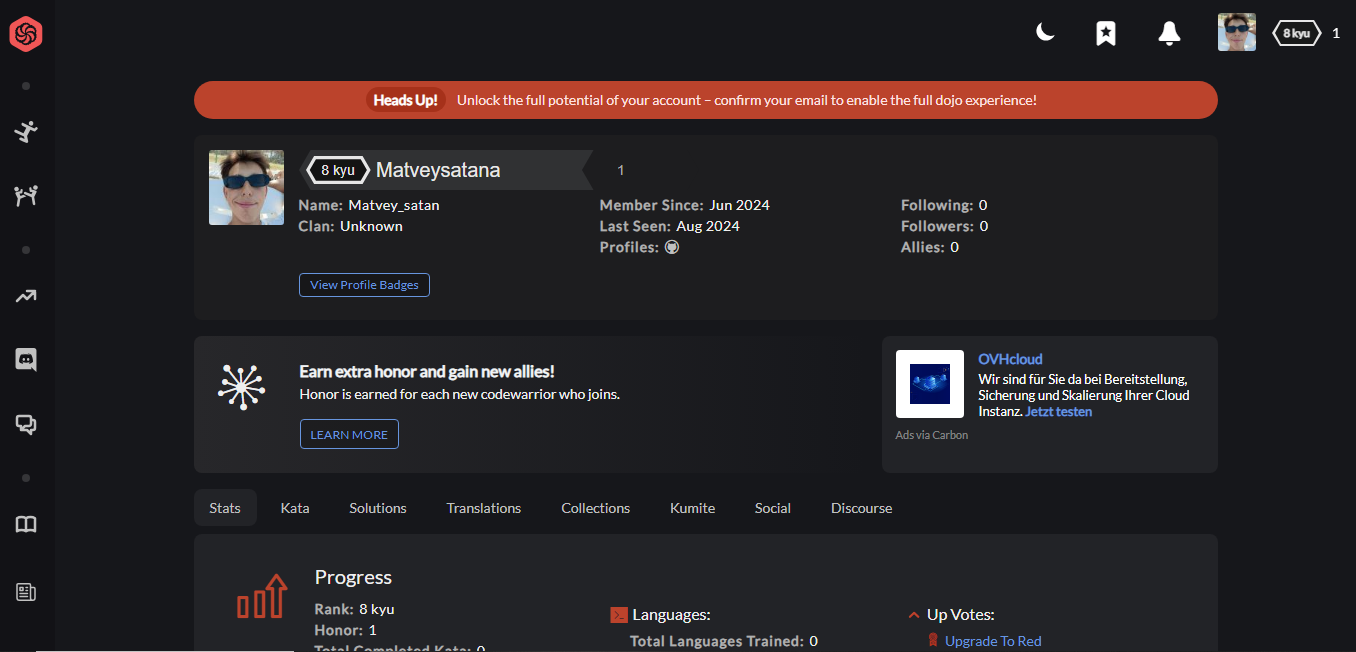 8 kyu 1
Heads Up! Unlock the full potential of your account – confirm your email to enable the full dojo experience!
8 kyu Matveysatana 1
Name: Matvey_satan
Clan: Unknown
Member Since: Jun 2024
Last Seen: Aug 2024
Profiles:
Following: 0
Followers: 0
Allies: 0
View Profile Badges
Earn extra honor and gain new allies!
Honor is earned for each new codewarrior who joins.
LEARN MORE
OVHcloud
Wir sind für Sie da bei Bereitstellung,
Sicherung und Skalierung Ihrer Cloud
Instanz. Jetzt testen
Ads via Carbon
Stats Kata Solutions Translations Collections Kumite Social Discourse
Progress
Rank: 8 kyu
Honor: 1
Total Completed Kata: 0
Languages:
Total Languages Trained: 0
Up Votes:
Upgrade To Red